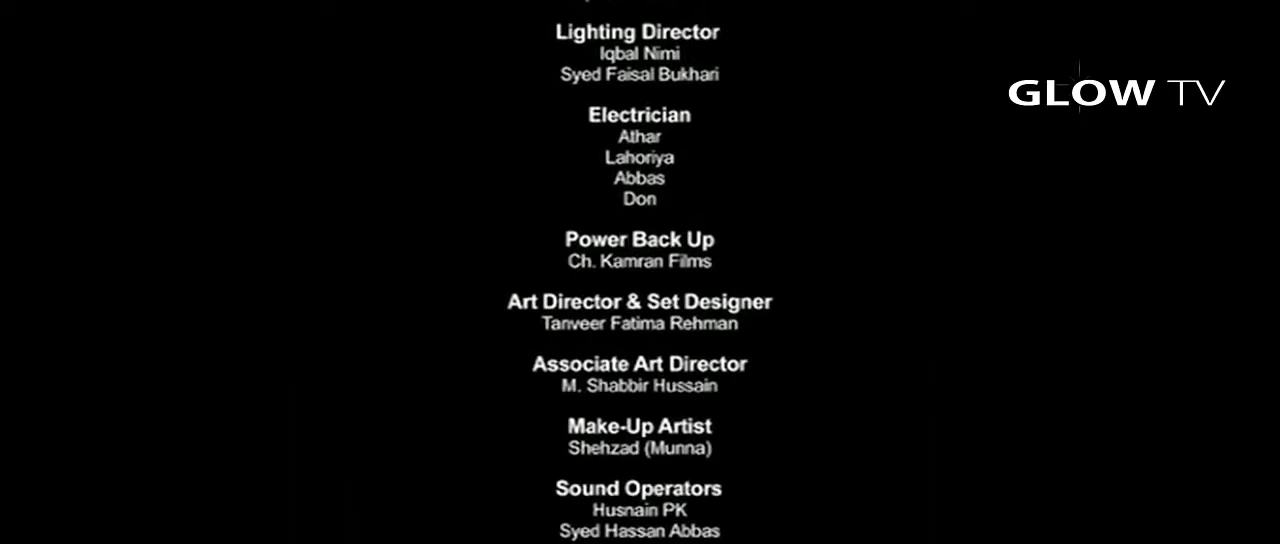 Lighting Director
Iqbal Nimi
Syed Faisal Bukhari
GLOW TV
Electrician
Athar
Lahoriya
Abbas
Don
Power Back Up
Ch. Kamran Films
Art Director & Set Designer
Tanveer Fatima Rehman
Associate Art Director
M. Shabbir Hussain
Make-Up Artist
Shehzad (Munna)
Sound Operators
Husnain PK
Syed Hassan Abbas